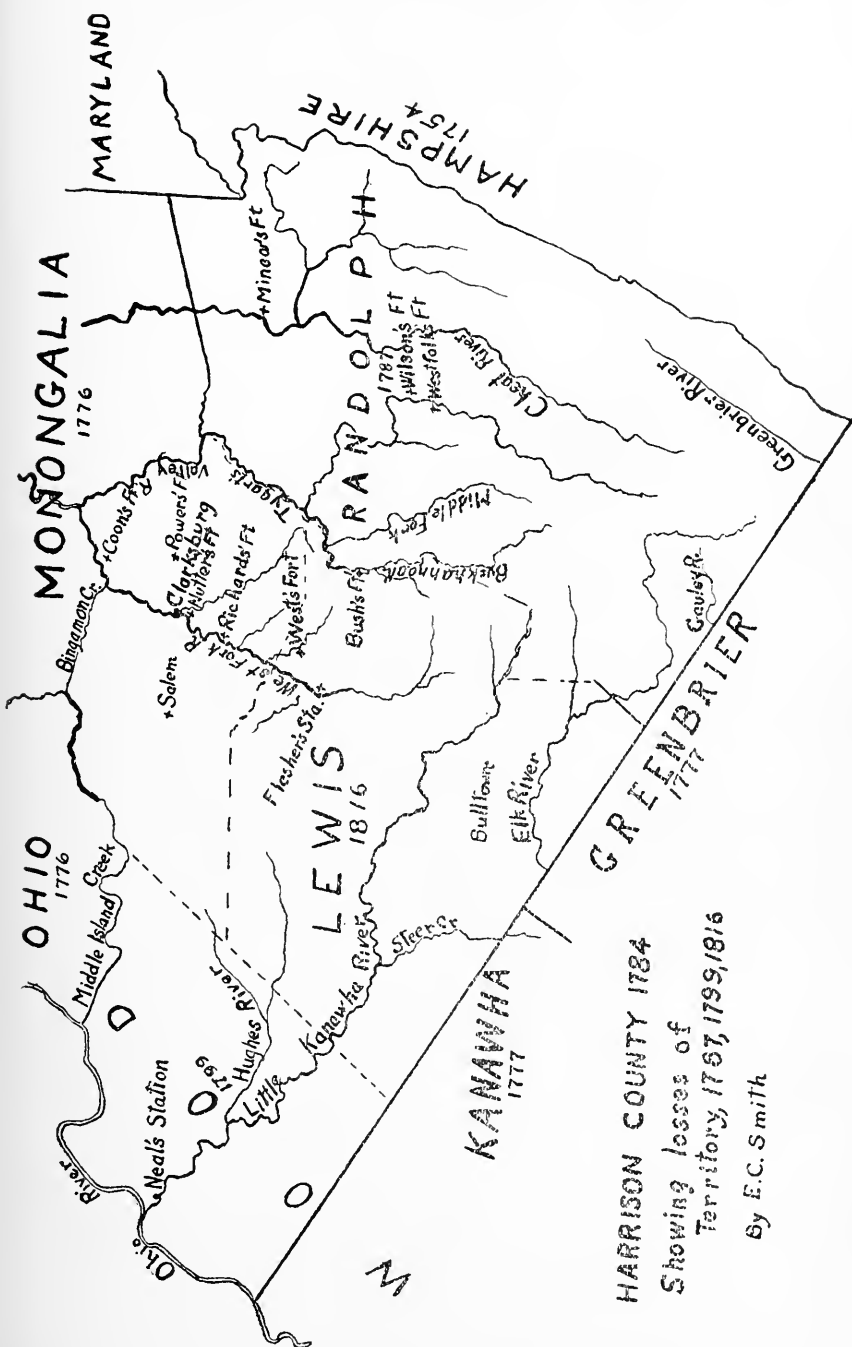 MARYLAND
HAMPSHIRE
1754
MONONGALIA
1776
OHIO
1776
Middle Island Creek
Bingamon Cr.
Ohio River
Neal's Station
WOOD
1799
Hughes River
Little Kanawha River
Steer Cr
+Salem
+Coon's Ft
+Powers' Ft
Clarksburg
Nutter's Ft
+Richards' Ft
West Fork R
+West's Fort
Bush's Ft
Flesher's Sta.+
Tygarts Valley R
Buckhannon
Middle Fork
RANDOLPH
1787
+Minear's Ft
+Wilson's Ft
+Westfolk's Ft
Cheat River
Greenbrier River
Gauley R.
LEWIS
1816
Bulltown
Elk River
GREENBRIER
1777
KANAWHA
1777
HARRISON COUNTY 1784
Showing losses of
Territory, 1787,1799,1816
By E.C. Smith